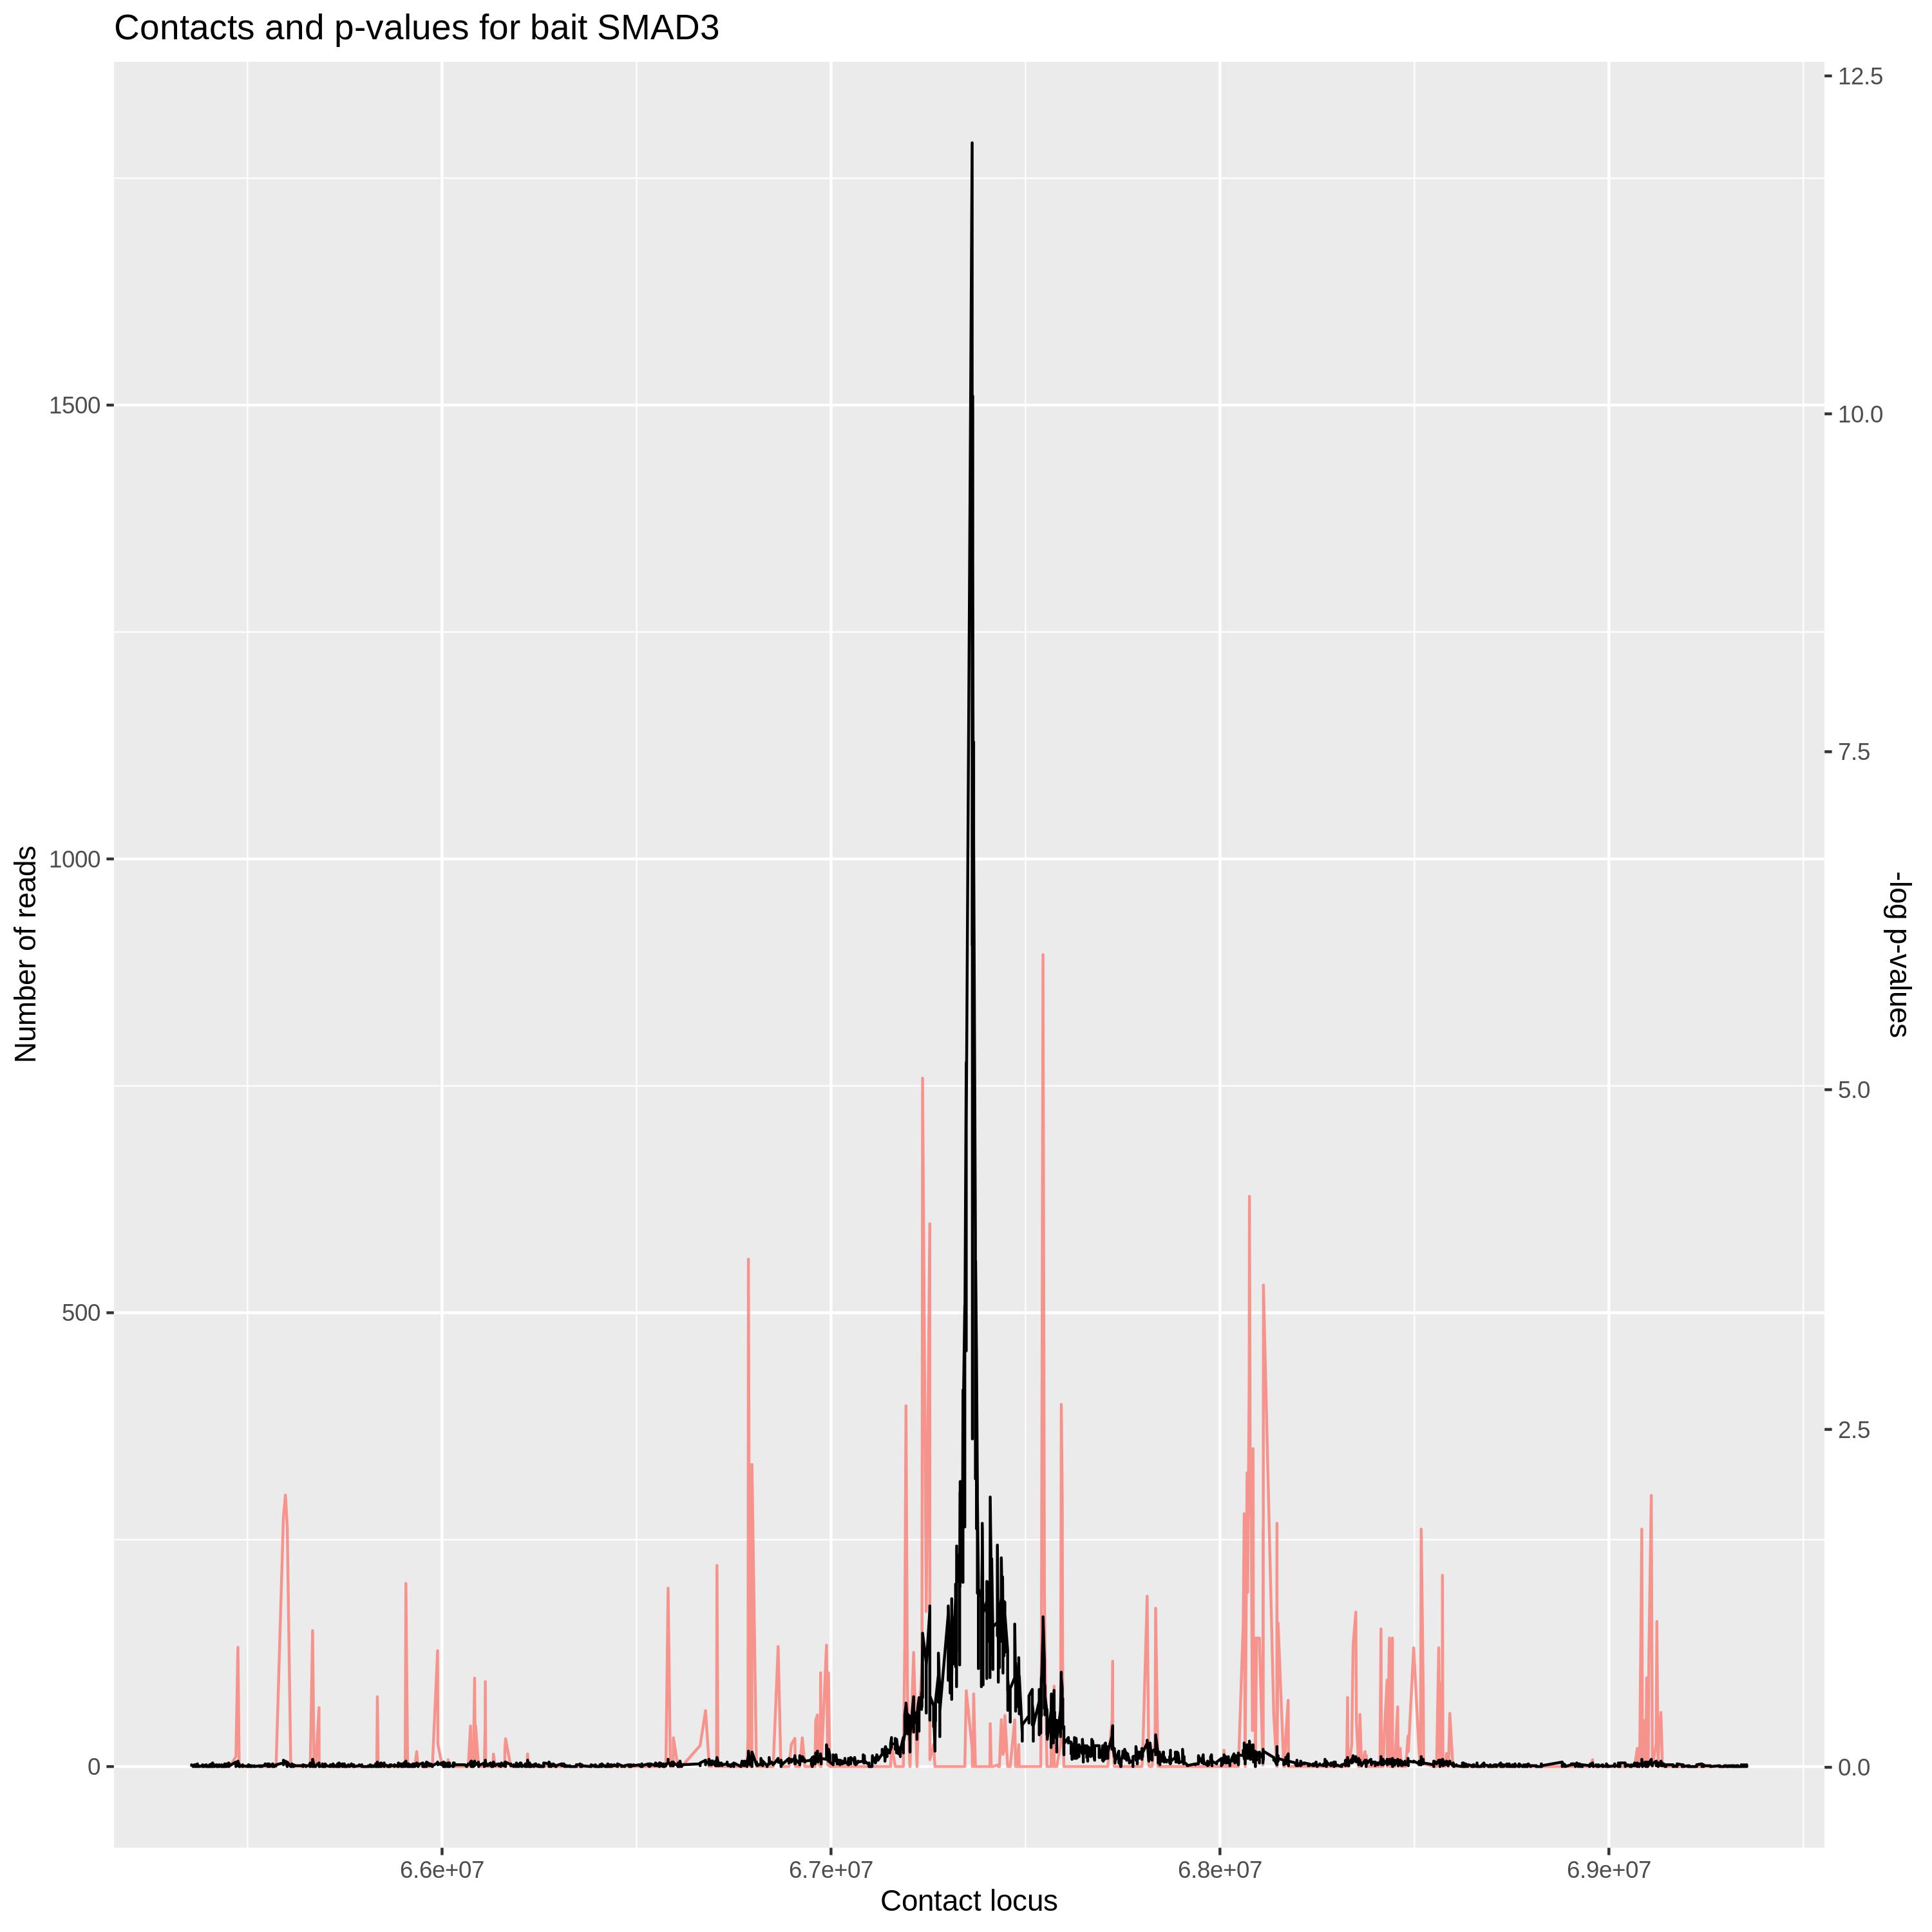 Contacts and p-values for bait SMAD3
12.5
1500
10.0
7.5
1000
Number of reads
-log p-values
5.0
500
2.5
0
0.0
6.6e+07
6.7e+07
6.8e+07
6.9e+07
Contact locus